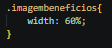 .imagembeneficios{
    width: 60%;
}